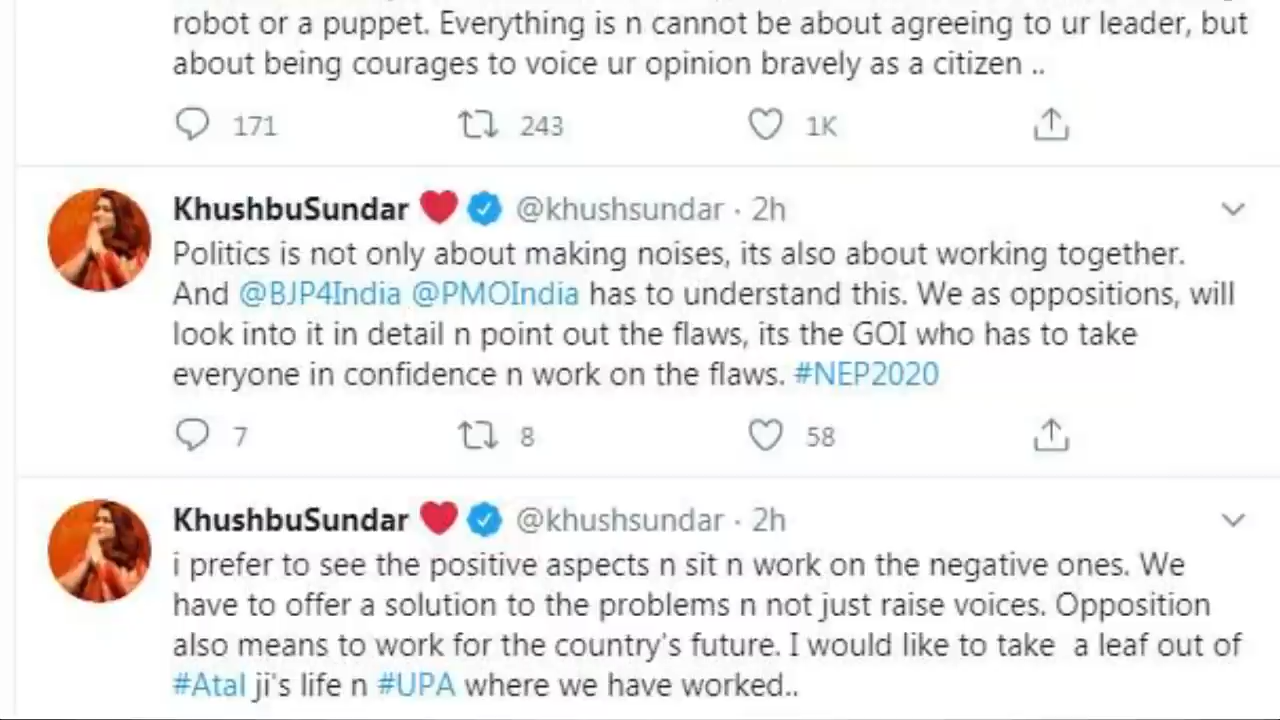 robot or a puppet. Everything is n cannot be about agreeing to ur leader, but
about being courages to voice ur opinion bravely as a citizen ..
171 243 1K
KhushbuSundar @khushsundar · 2h
Politics is not only about making noises, its also about working together.
And @BJP4India @PMOIndia has to understand this. We as oppositions, will
look into it in detail n point out the flaws, its the GOI who has to take
everyone in confidence n work on the flaws. #NEP2020
7 8 58
KhushbuSundar @khushsundar · 2h
i prefer to see the positive aspects n sit n work on the negative ones. We
have to offer a solution to the problems n not just raise voices. Opposition
also means to work for the country's future. I would like to take a leaf out of
#Atal ji's life n #UPA where we have worked..